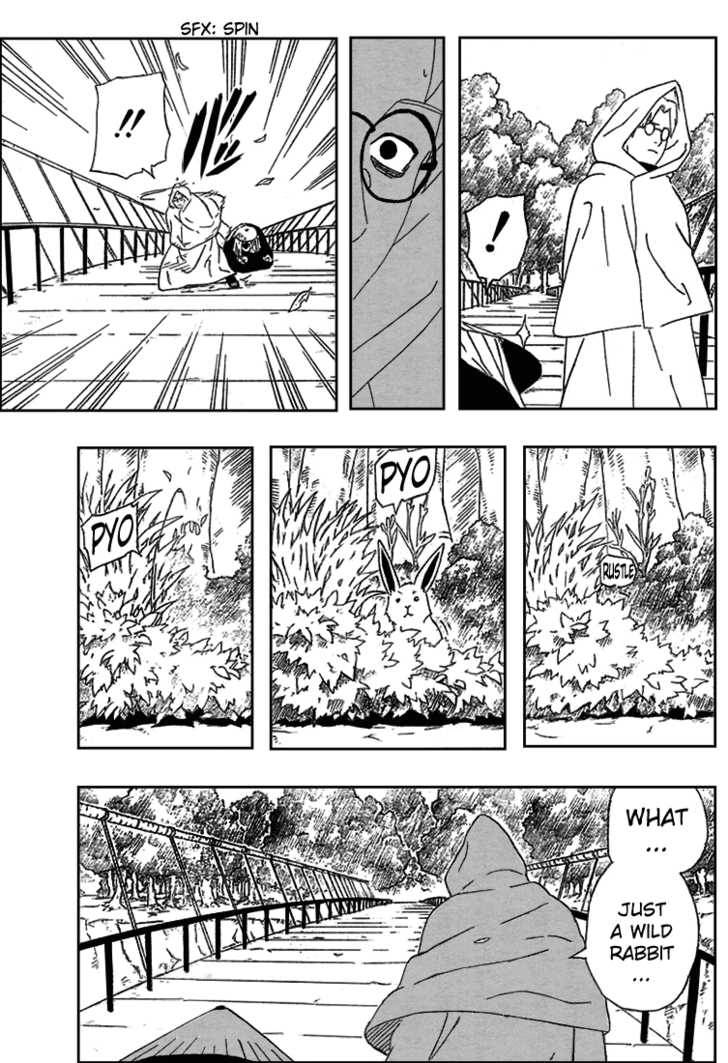 SFX: SPIN
!
!!
RUSTLE
PYO
PYO
WHAT
...
JUST
A WILD
RABBIT
...